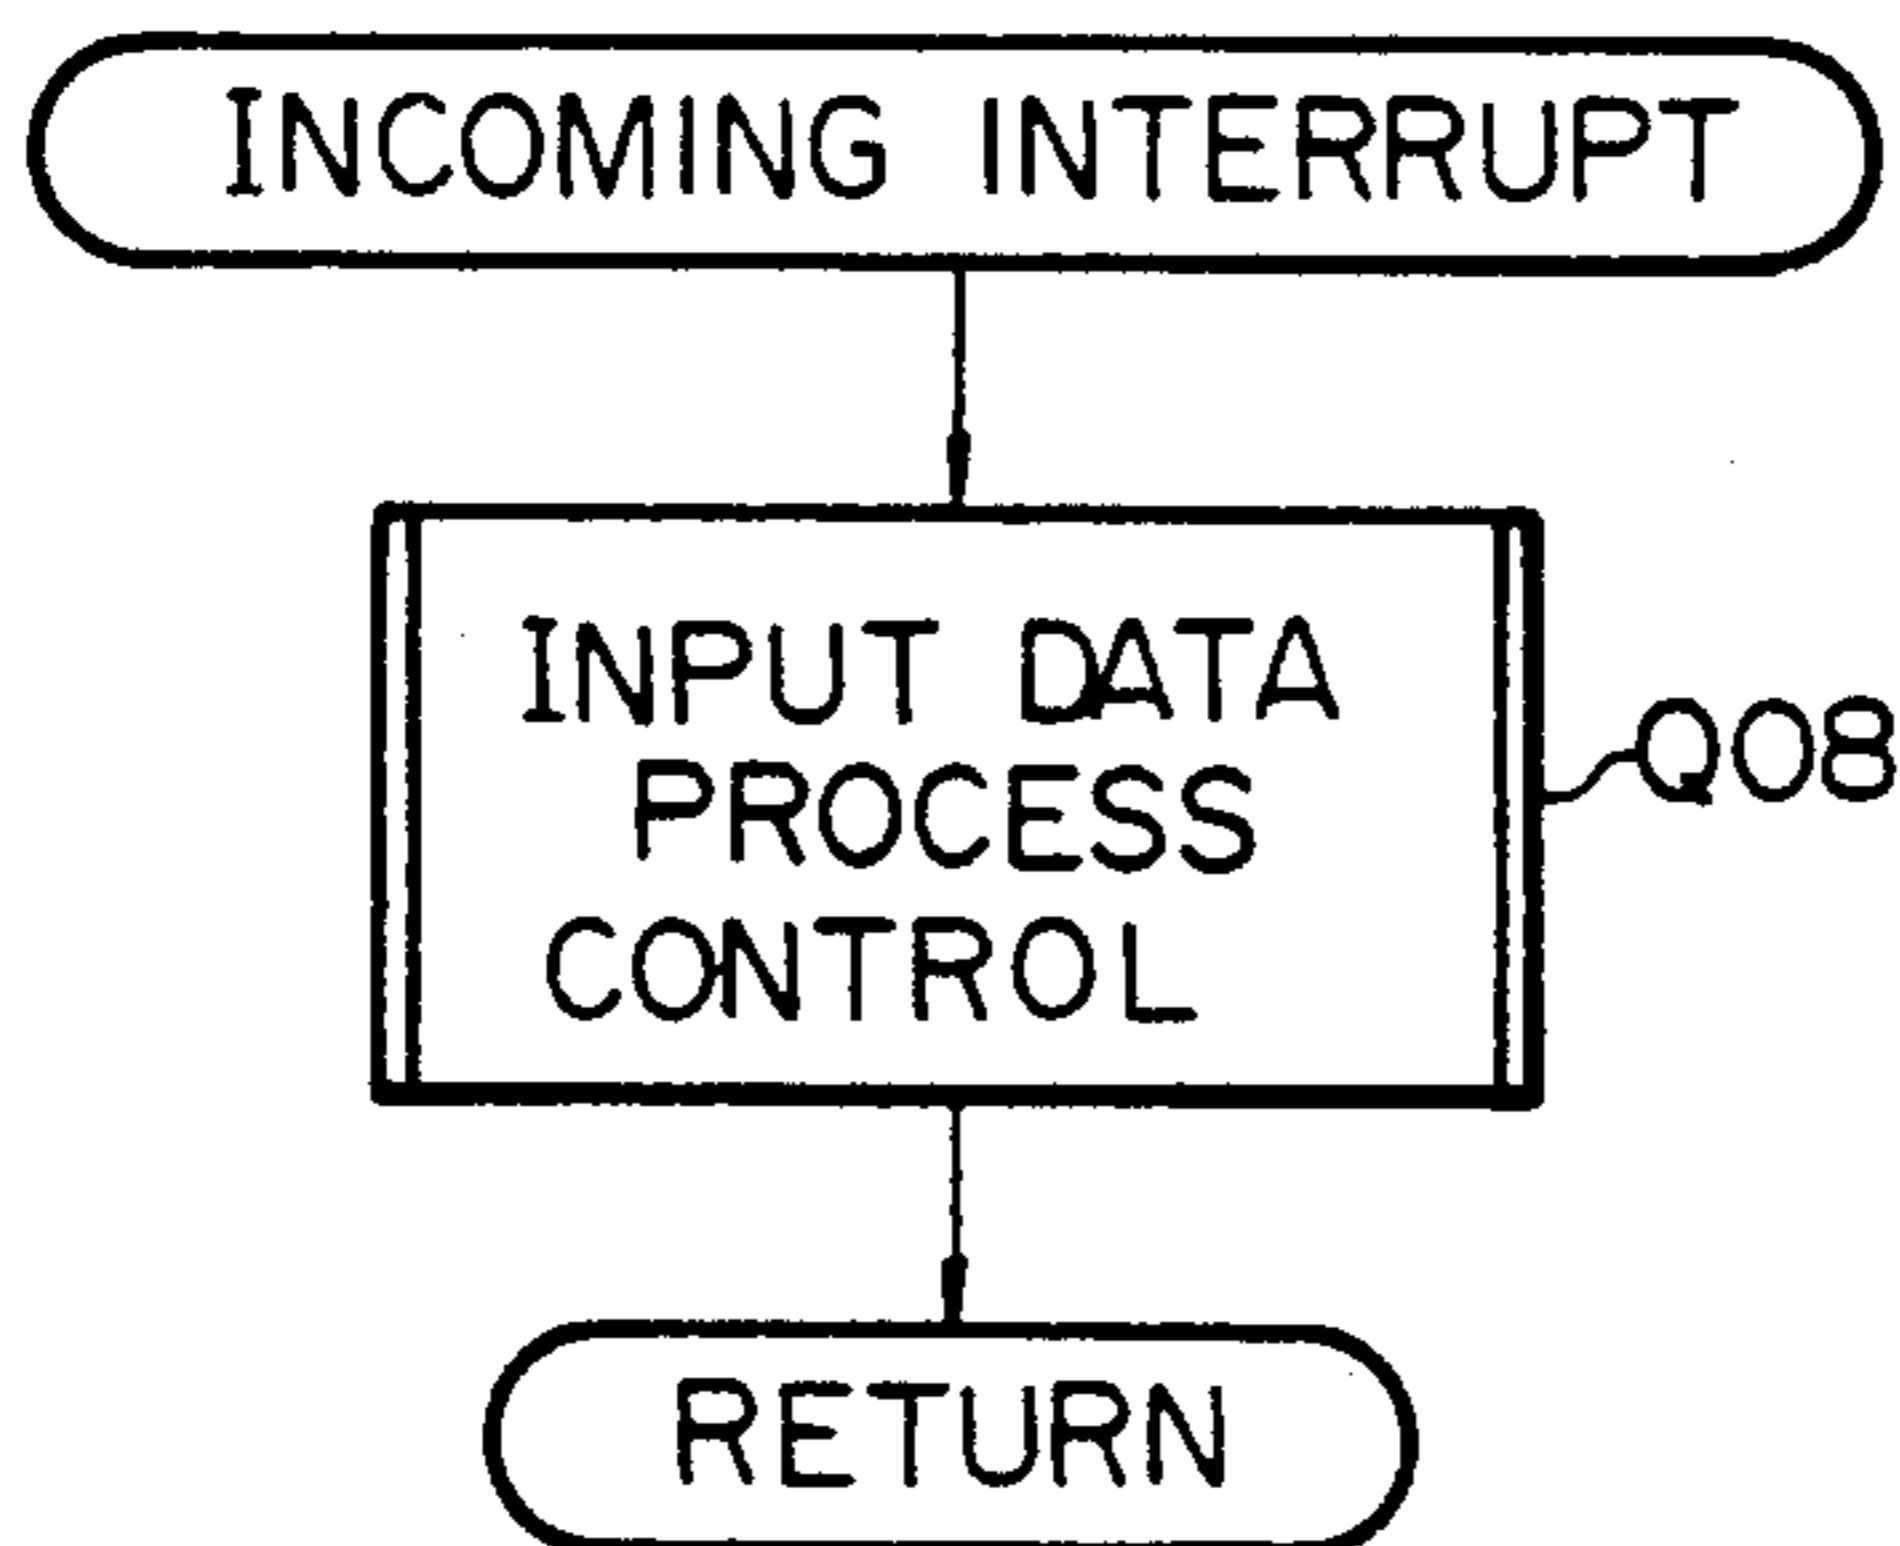 INCOMING INTERRUPT
INPUT DATA
PROCESS
CONTROL
Q08
RETURN